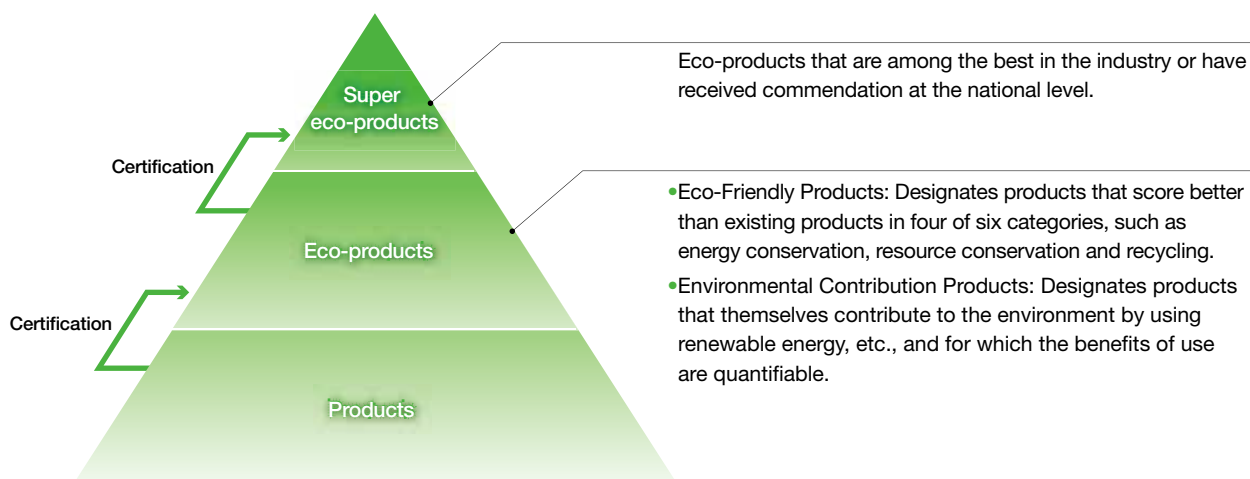 Super
eco-products
Eco-products that are among the best in the industry or have
received commendation at the national level.
Certification
•Eco-Friendly Products: Designates products that score better
than existing products in four of six categories, such as
energy conservation, resource conservation and recycling.
Eco-products
•Environmental Contribution Products: Designates products
that themselves contribute to the environment by using
renewable energy, etc., and for which the benefits of use
are quantifiable.
Certification
Products